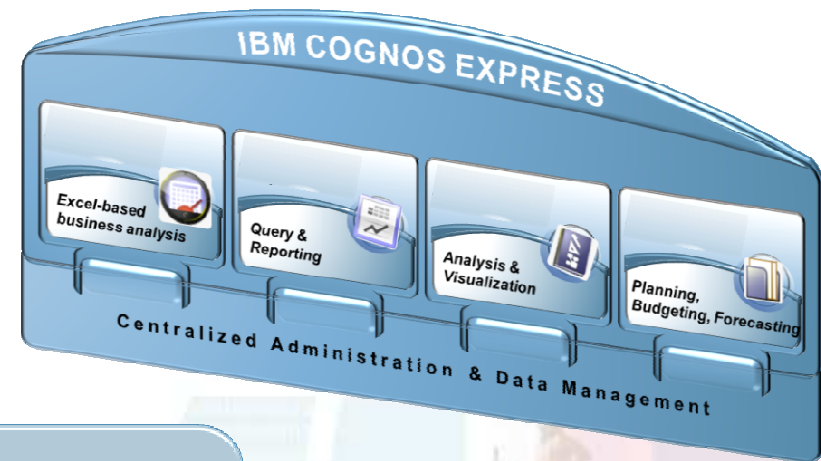 IBM COGNOS EXPRESS
Excel-based
business analysis
Query &
Reporting
Analysis &
Visualization
Planning,
Budgeting, Forecasting
Centralized Administration & Data Management